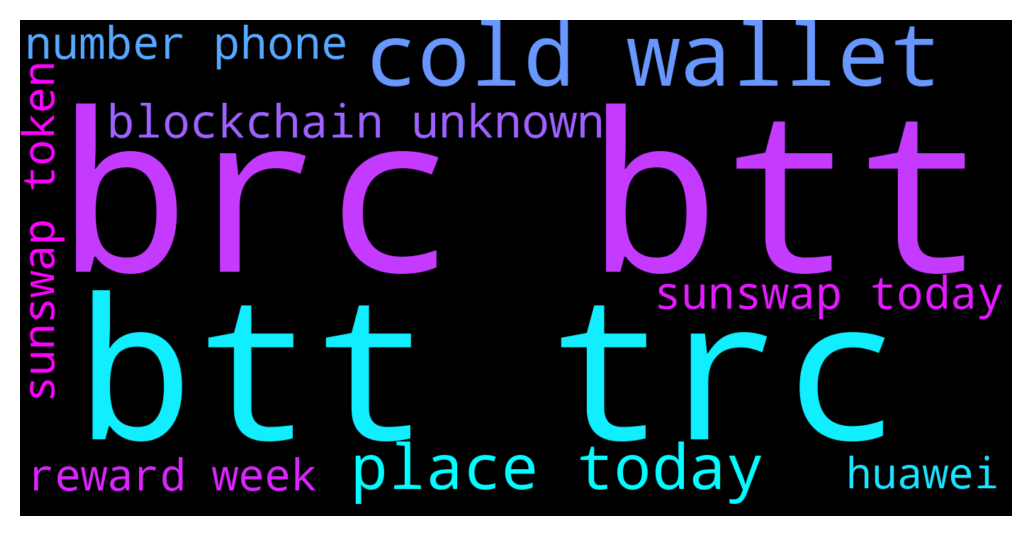 number phone
cold wallet
blockchain unknown
sunswap token
brc btt
sunswap today
btt trc
place today
reward week
huawei